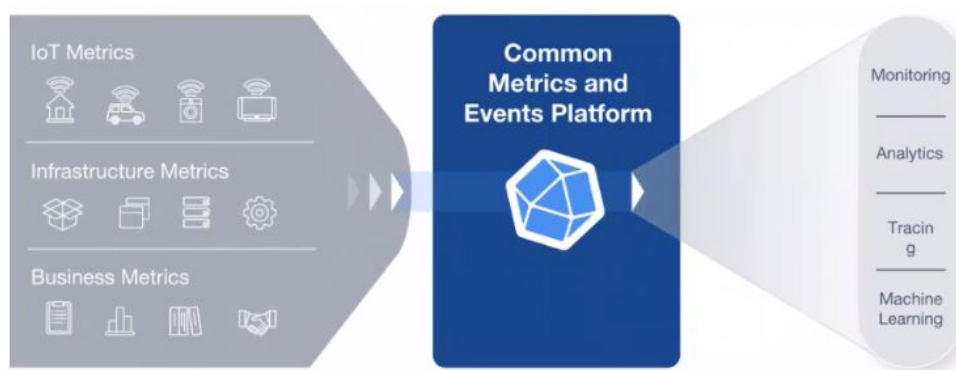 IoT Metrics
Infrastructure Metrics
Business Metrics
Common
Metrics and
Events Platform
Monitoring
Analytics
Tracin
g
Machine
Learning